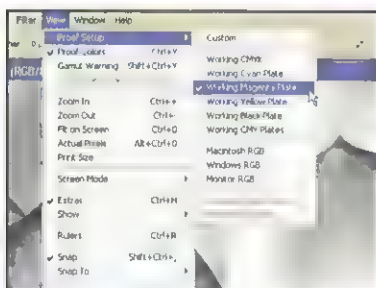 Filter View Window Help
Proof Setup
Proof Colors Ctrl+Y
Gamut Warning Shift+Ctrl+Y
Zoom In Ctrl++
Zoom Out Ctrl+-
Fit on Screen Ctrl+0
Actual Pixels Alt+Ctrl+0
Print Size
Screen Mode
Extras Ctrl+H
Show
Rulers Ctrl+R
Snap Shift+Ctrl+;
Snap To
Custom
Working CMYK
Working Cyan Plate
Working Magenta Plate
Working Yellow Plate
Working Black Plate
Working CMY Plates
Macintosh RGB
Windows RGB
Monitor RGB
(RGB/